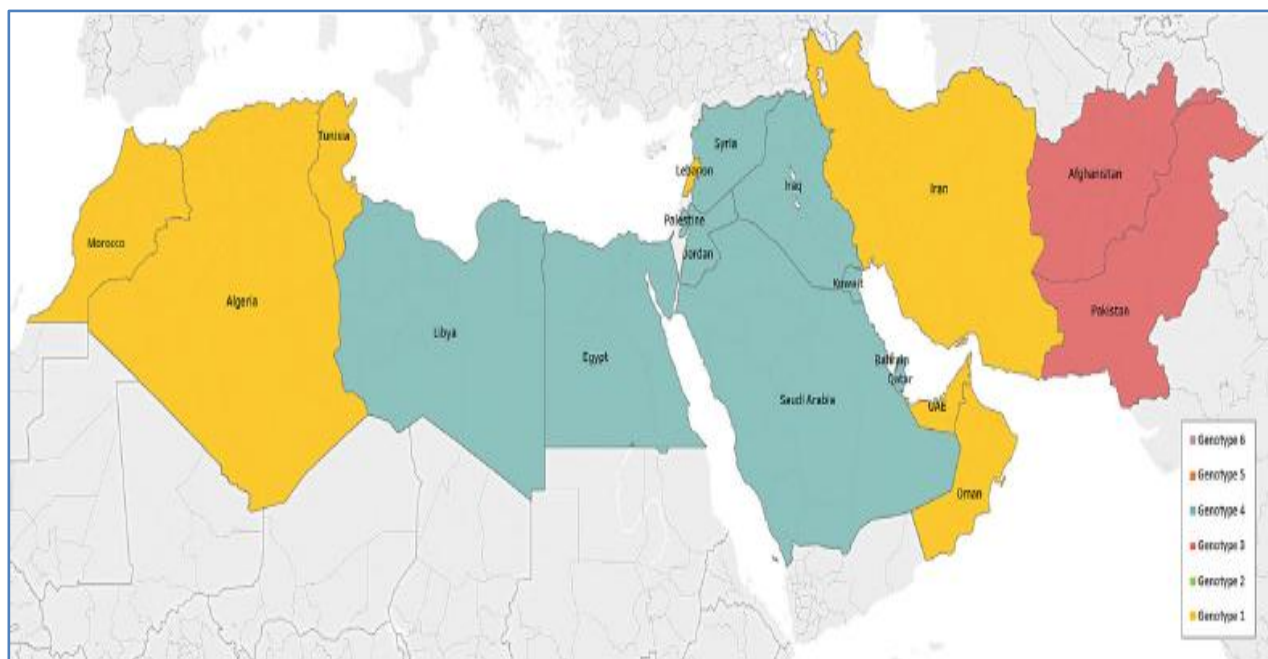 Tunisia
Syria
Lebanon
Iraq
Iran
Afghanistan
Palestine
Morocco
Jordan
Algeria
Kuwait
Pakistan
Libya
Egypt
Bahrain
Qatar
Saudi Arabia
UAE
Oman
Genotype 6
Genotype 5
Genotype 4
Genotype 3
Genotype 2
Genotype 1